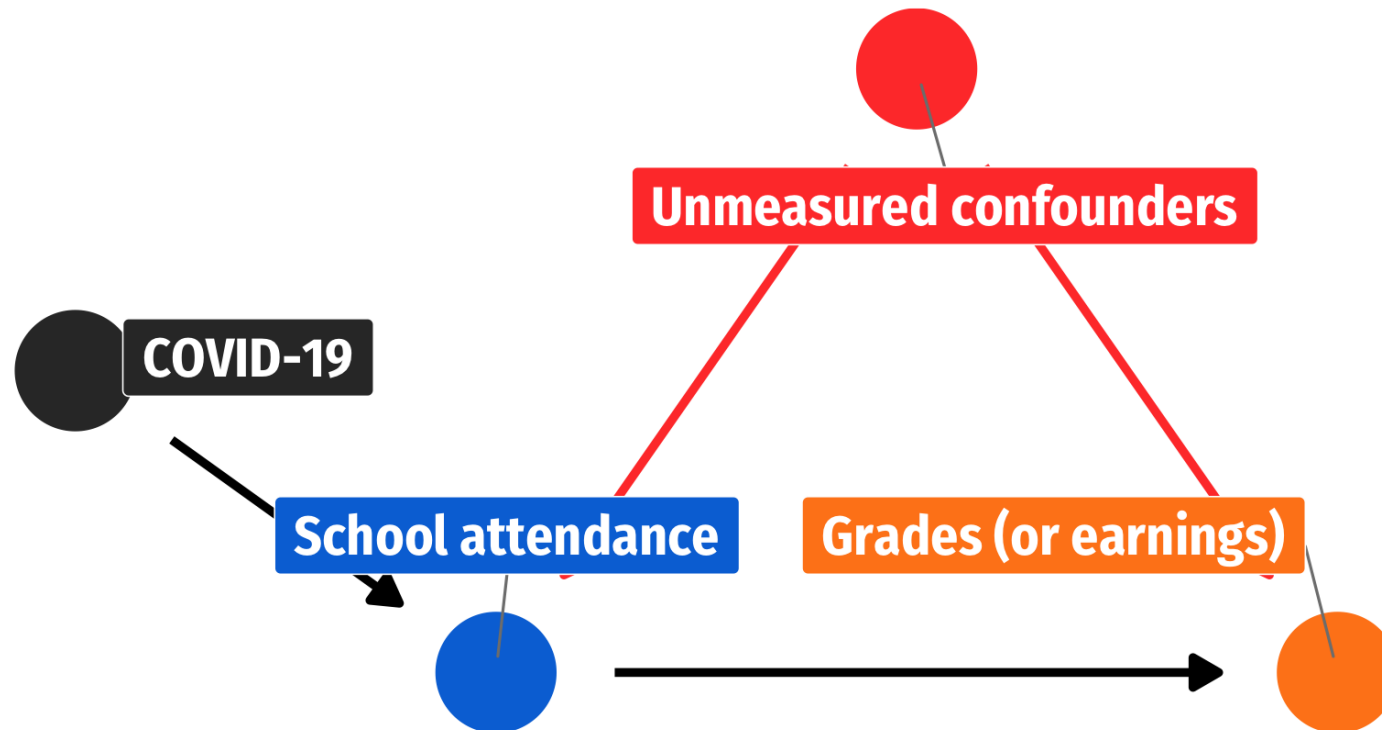 Unmeasured confounders
COVID-19
School attendance
Grades (or earnings)